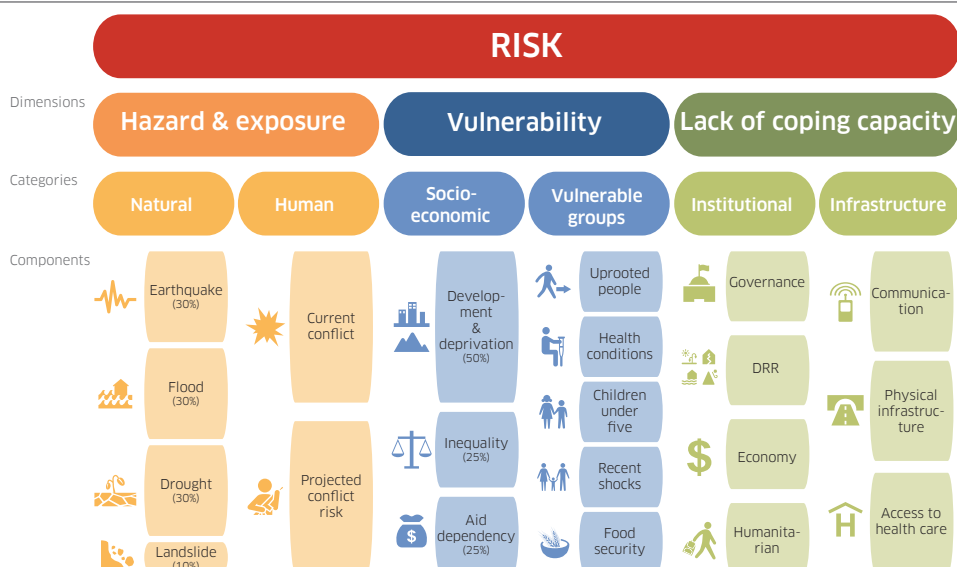 RISK
Dimensions
Hazard & exposure
Vulnerability
Lack of coping capacity
Categories
Natural
Human
Socio-
economic
Vulnerable
groups
Institutional
Infrastructure
Components
Earthquake
(30%)
Flood
(30%)
Drought
(30%)
Landslide
(10%)
Current
conflict
Projected
conflict
risk
Develop-
ment
&
deprivation
(50%)
Inequality
(25%)
Aid
dependency
(25%)
$
Uprooted
people
Health
conditions
Children
under
five
Recent
shocks
Food
security
Governance
DRR
Economy
$
Humanita-
rian
Communica-
tion
Physical
infrastruc-
ture
Access to
health care
H